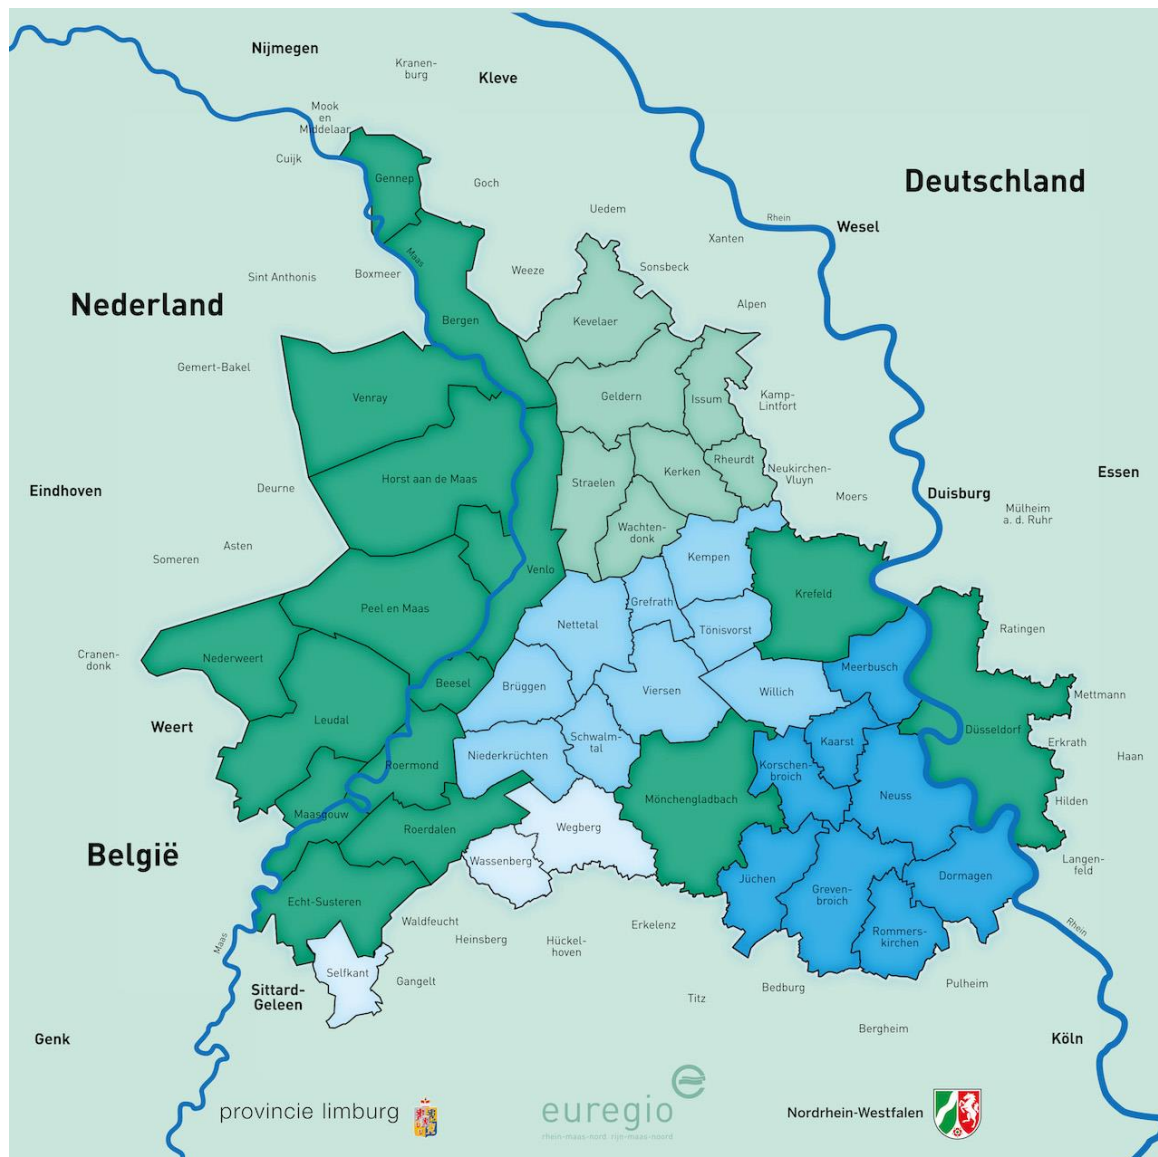 Nijmegen
Kranen-
burg
Kleve
Mook
en
Middelaar
Cuijk
Gennep
Goch
Deutschland
Uedem
Rhein
Wesel
Xanten
Maas
Sint Anthonis
Boxmeer
Weeze
Sonsbeck
Nederland
Alpen
Bergen
Kevelaer
Gemert-Bakel
Venray
Geldern
Issum
Kamp-
Lintfort
Eindhoven
Deurne
Horst aan de Maas
Straelen
Kerken
Rheurdt
Neukirchen-
Vluyn
Moers
Duisburg
Essen
Mülheim
a. d. Ruhr
Wachten-
donk
Asten
Someren
Venlo
Kempen
Krefeld
Peel en Maas
Grefrath
Nettetal
Tönisvorst
Ratingen
Cranen-
donk
Nederweert
Beesel
Brüggen
Viersen
Willich
Meerbusch
Mettmann
Weert
Leudal
Schwalm-
tal
Kaarst
Düsseldorf
Erkrath
Haan
Roermond
Niederkrüchten
Korschen-
broich
Neuss
Hilden
Maasgouw
Mönchengladbach
Roerdalen
Wegberg
België
Wassenberg
Jüchen
Greven-
broich
Dormagen
Langen-
feld
Echt-Susteren
Waldfeucht
Heinsberg
Hückel-
hoven
Erkelenz
Rommers-
kirchen
Rhein
Maas
Selfkant
Gangelt
Sittard-
Geleen
Titz
Bedburg
Pulheim
Bergheim
Genk
Köln
provincie limburg
euregio
rhein-maas-nord rijn-maas-noord
Nordrhein-Westfalen